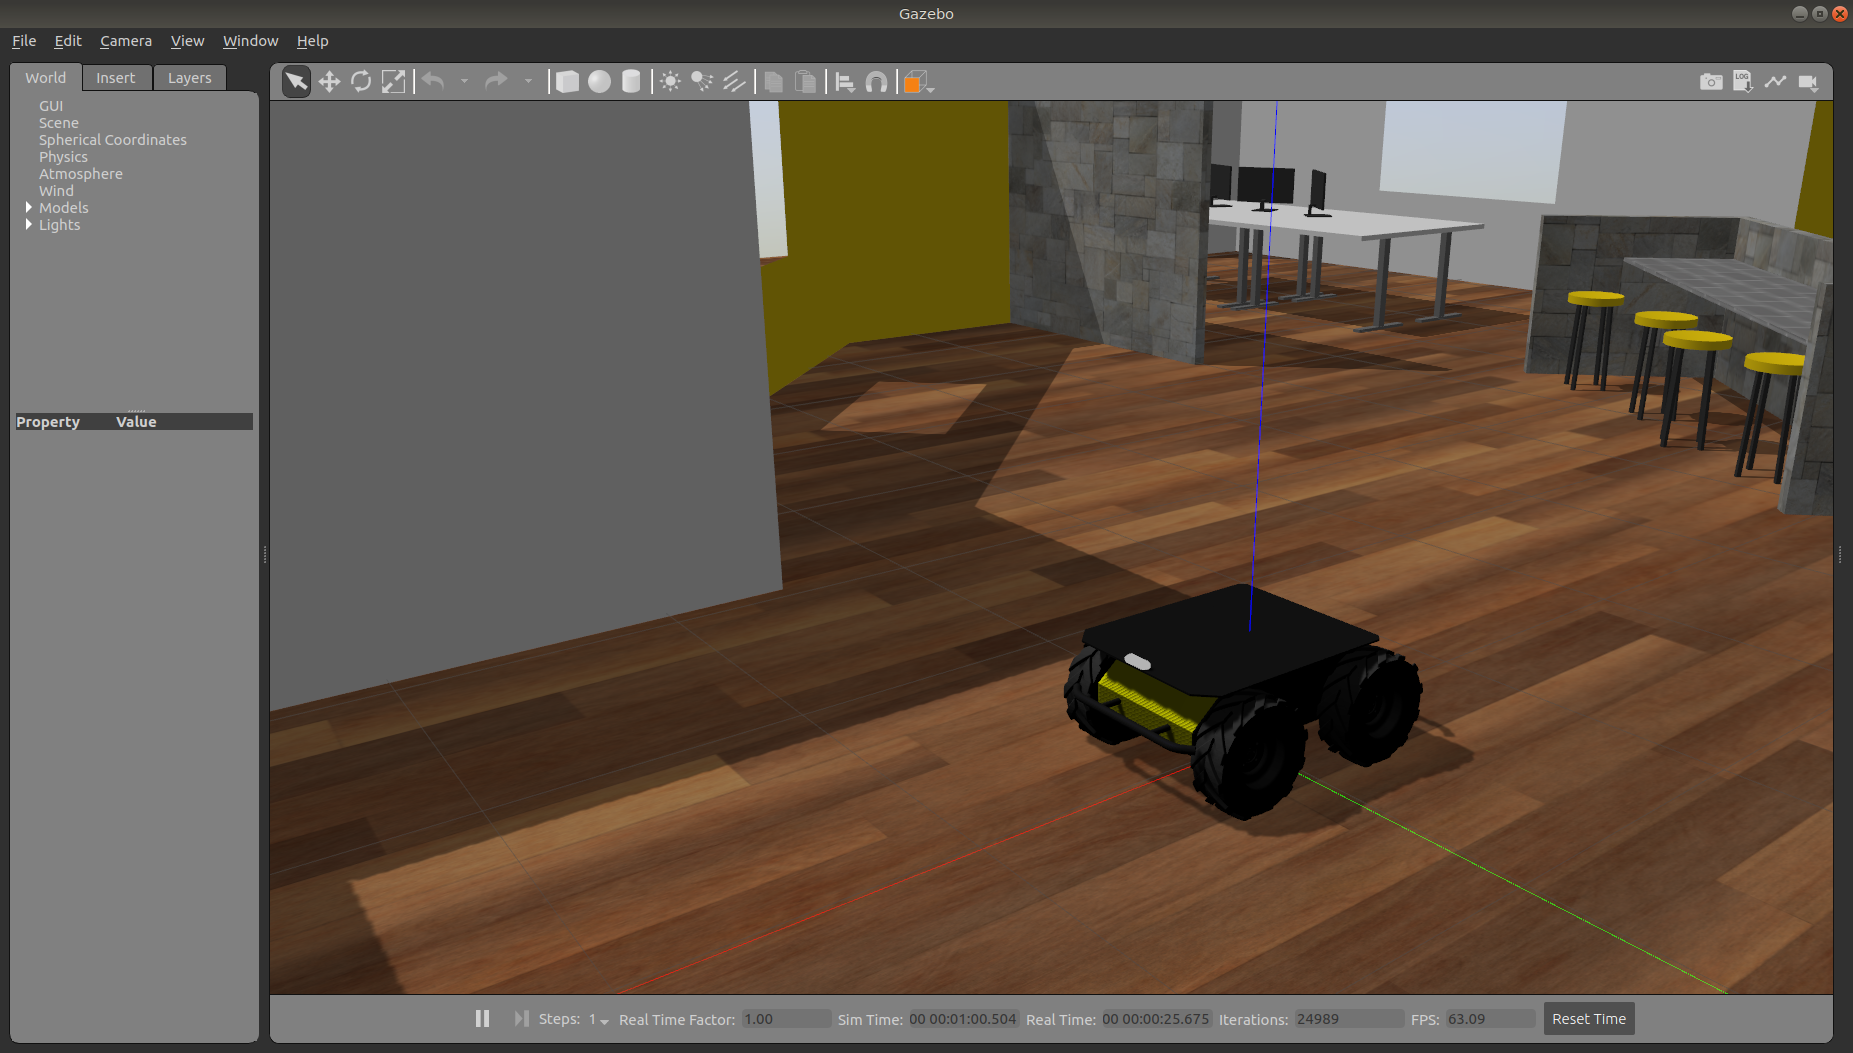 Gazebo
File Edit Camera View Window Help
World Insert Layers
LOG
GUI
Scene
Spherical Coordinates
Physics
Atmosphere
Wind
Models
Lights
Property Value
Steps: 1 Real Time Factor: 1.00 Sim Time: 00 00:01:00.504 Real Time: 00 00:00:25.675 Iterations: 24989 FPS: 63.09 Reset Time